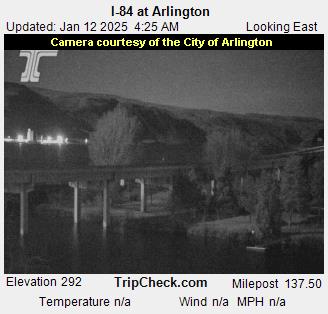 I-84 at Arlington
Updated: Jan 12 2025 4:25 AM Looking East
Camera courtesy of the City of Arlington
Elevation 292 TripCheck.com Milepost 137.50
Temperature n/a Wind n/a MPH n/a